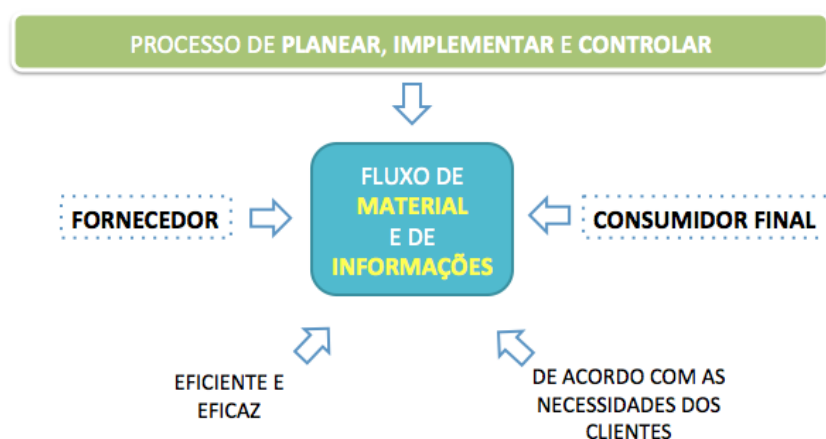 PROCESSO DE PLANEAR, IMPLEMENTAR E CONTROLAR
FLUXO DE
MATERIAL
E DE
INFORMAÇÕES
FORNECEDOR
CONSUMIDOR FINAL
EFICIENTE E
EFICAZ
DE ACORDO COM AS
NECESSIDADES DOS
CLIENTES